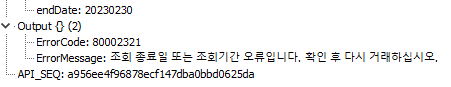 endDate: 20230230
Output {} (2)
ErrorCode: 80002321
ErrorMessage: 조회 종료일 또는 조회기간 오류입니다. 확인 후 다시 거래하십시오.
API_SEQ: a956ee4f96878ecf147dba0bbd0625da